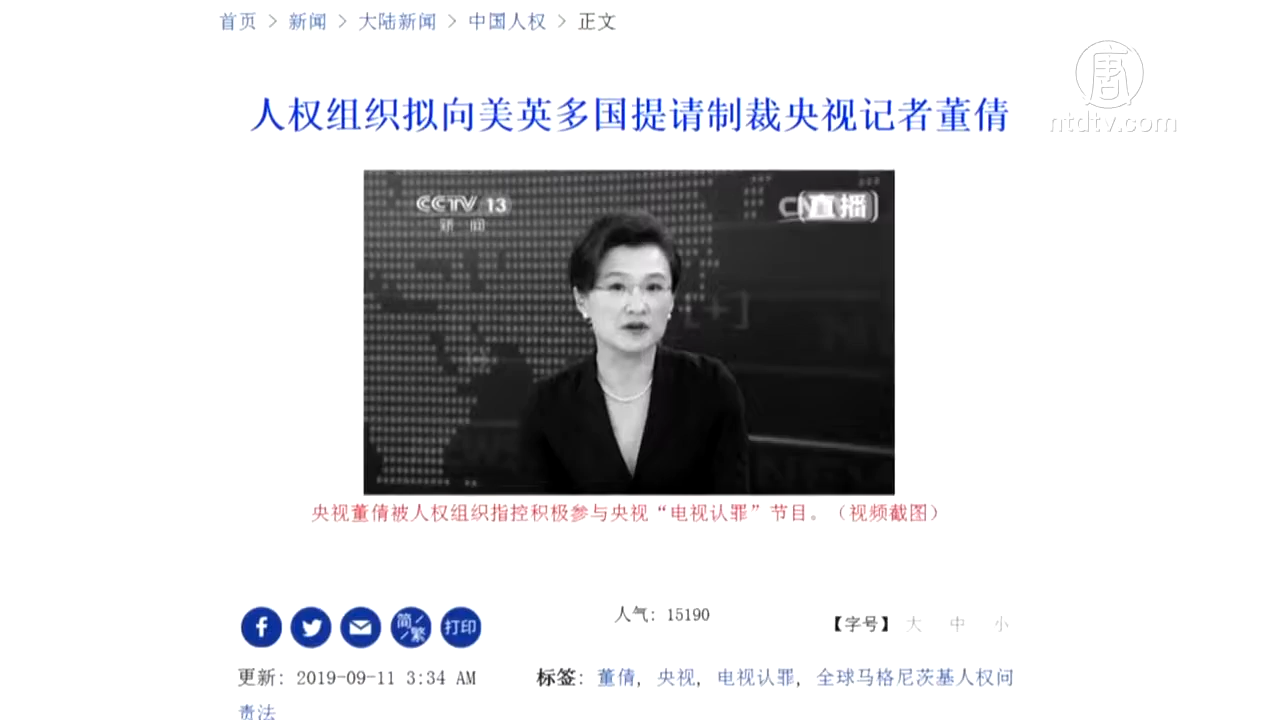 首页 > 新闻 > 大陆新闻 > 中国人权 > 正文
唐
ntdtv.com
人权组织拟向美英多国提请制裁央视记者董倩
CCTV 13
新闻
直播
央视董倩被人权组织指控积极参与央视“电视认罪”节目。（视频截图）
简/繁
打印
人气: 15190
【字号】 大 中 小
更新: 2019-09-11 3:34 AM
标签: 董倩, 央视, 电视认罪, 全球马格尼茨基人权问
责法